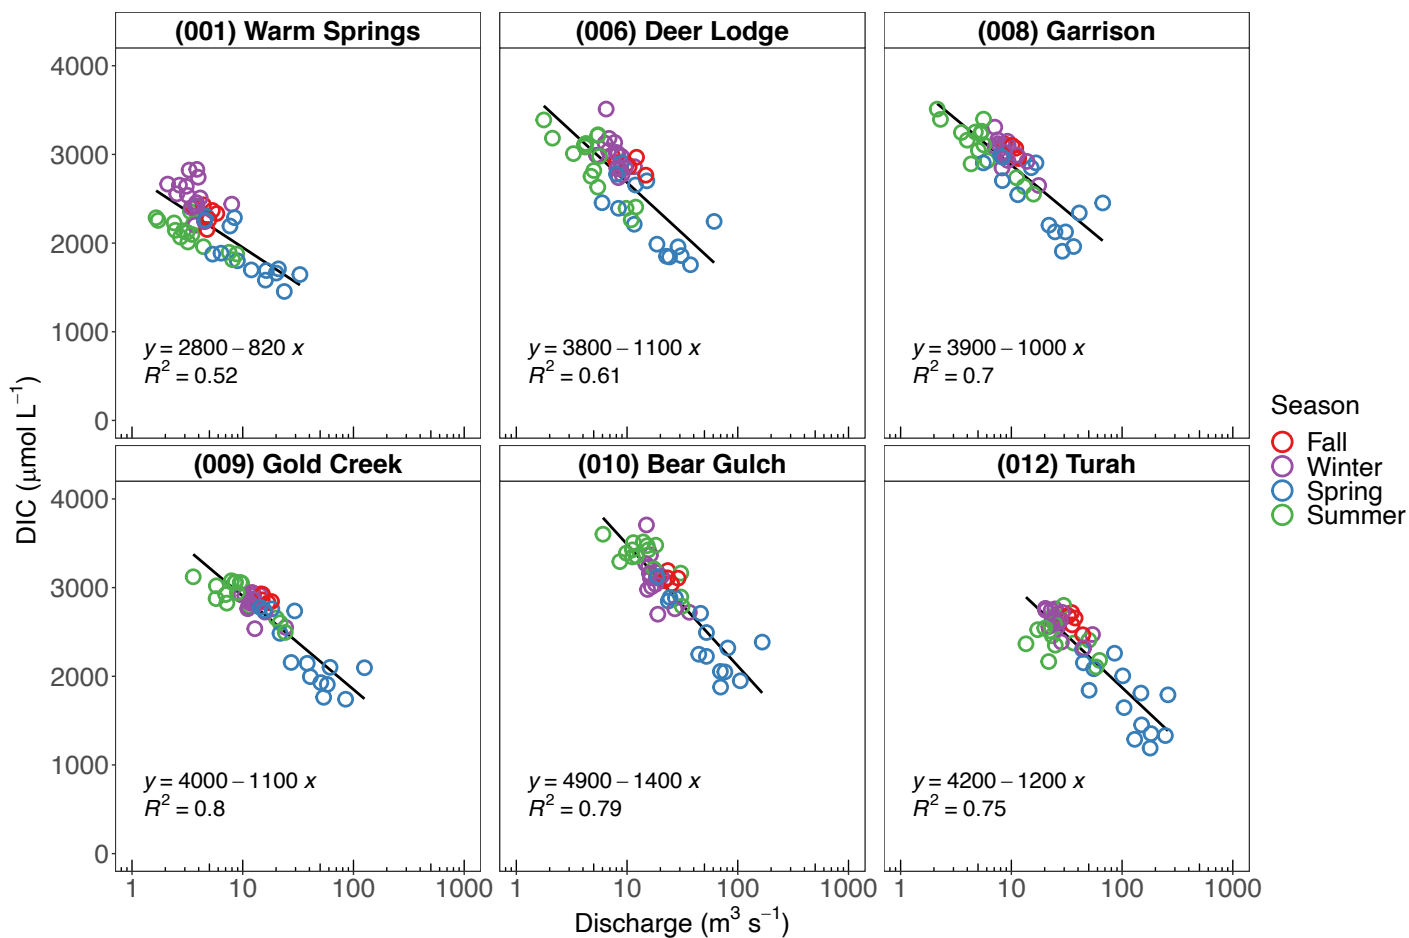 (001) Warm Springs
(006) Deer Lodge
(008) Garrison
4000
3000
2000
1000
0
y = 2800 – 820 x
R² = 0.52
y = 3800 – 1100 x
R² = 0.61
y = 3900 – 1000 x
R² = 0.7
DIC (μmol L⁻¹)
(009) Gold Creek
(010) Bear Gulch
(012) Turah
4000
3000
2000
1000
0
y = 4000 – 1100 x
R² = 0.8
y = 4900 – 1400 x
R² = 0.79
y = 4200 – 1200 x
R² = 0.75
1 10 100 1000
1 10 100 1000
1 10 100 1000
Discharge (m³ s⁻¹)
Season
Fall
Winter
Spring
Summer